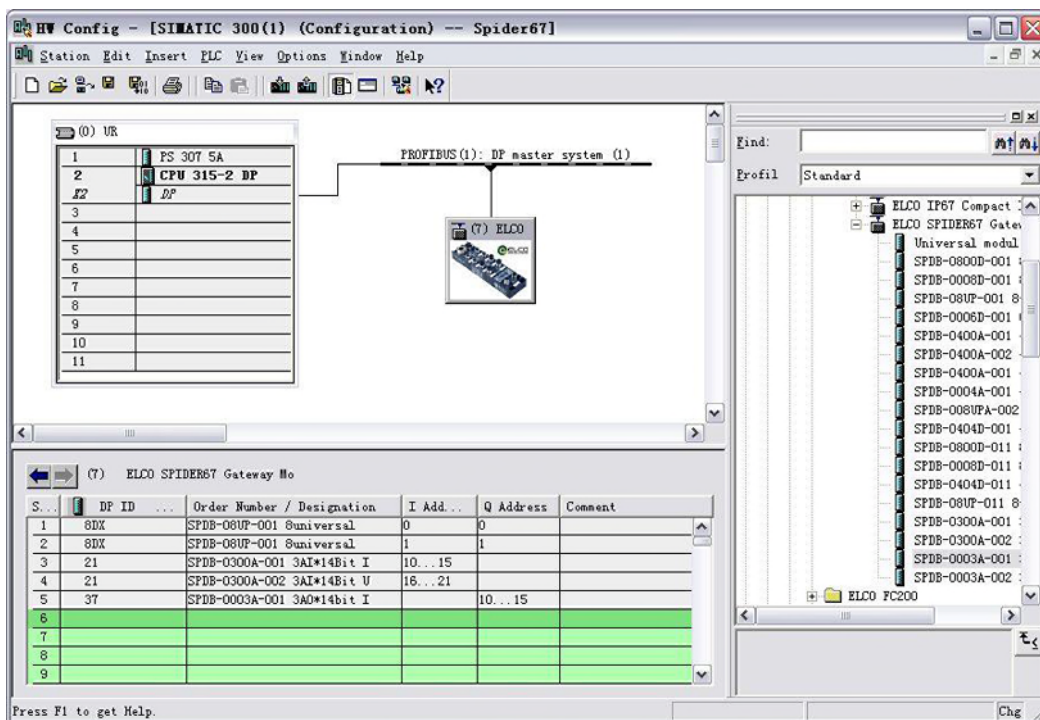 HW Config - [SIMATIC 300(1) (Configuration) -- Spider67]
Station Edit Insert PLC View Options Window Help
(0) UR
1 PS 307 5A
2 CPU 315-2 DP
X2 DP
3
4
5
6
7
8
9
10
11
PROFIBUS(1): DP master system (1)
(7) ELCO
ELCO
Find:
Profil Standard
ELCO IP67 Compact I
ELCO SPIDER67 Gatew
Universal modul
SPDB-0800D-001 8
SPDB-0008D-001 8
SPDB-08UP-001 8-
SPDB-0006D-001
SPDB-0400A-001
SPDB-0400A-002
SPDB-0400A-001
SPDB-0004A-001
SPDB-008UPA-002
SPDB-0404D-001
SPDB-0800D-011
SPDB-0008D-011
SPDB-0404D-011
SPDB-08UP-011 8-
SPDB-0300A-001
SPDB-0300A-002
SPDB-0003A-001
SPDB-0003A-002
ELCO FC200
(7) ELCO SPIDER67 Gateway Mo
S... DP ID ... Order Number / Designation I Add... Q Address Comment
1 8DX SPDB-08UP-001 8universal 0 0
2 8DX SPDB-08UP-001 8universal 1 1
3 21 SPDB-0300A-001 3AI*14Bit I 10...15
4 21 SPDB-0300A-002 3AI*14Bit U 16...21
5 37 SPDB-0003A-001 3AO*14bit I 10...15
6
7
8
9
Press F1 to get Help.
Chg